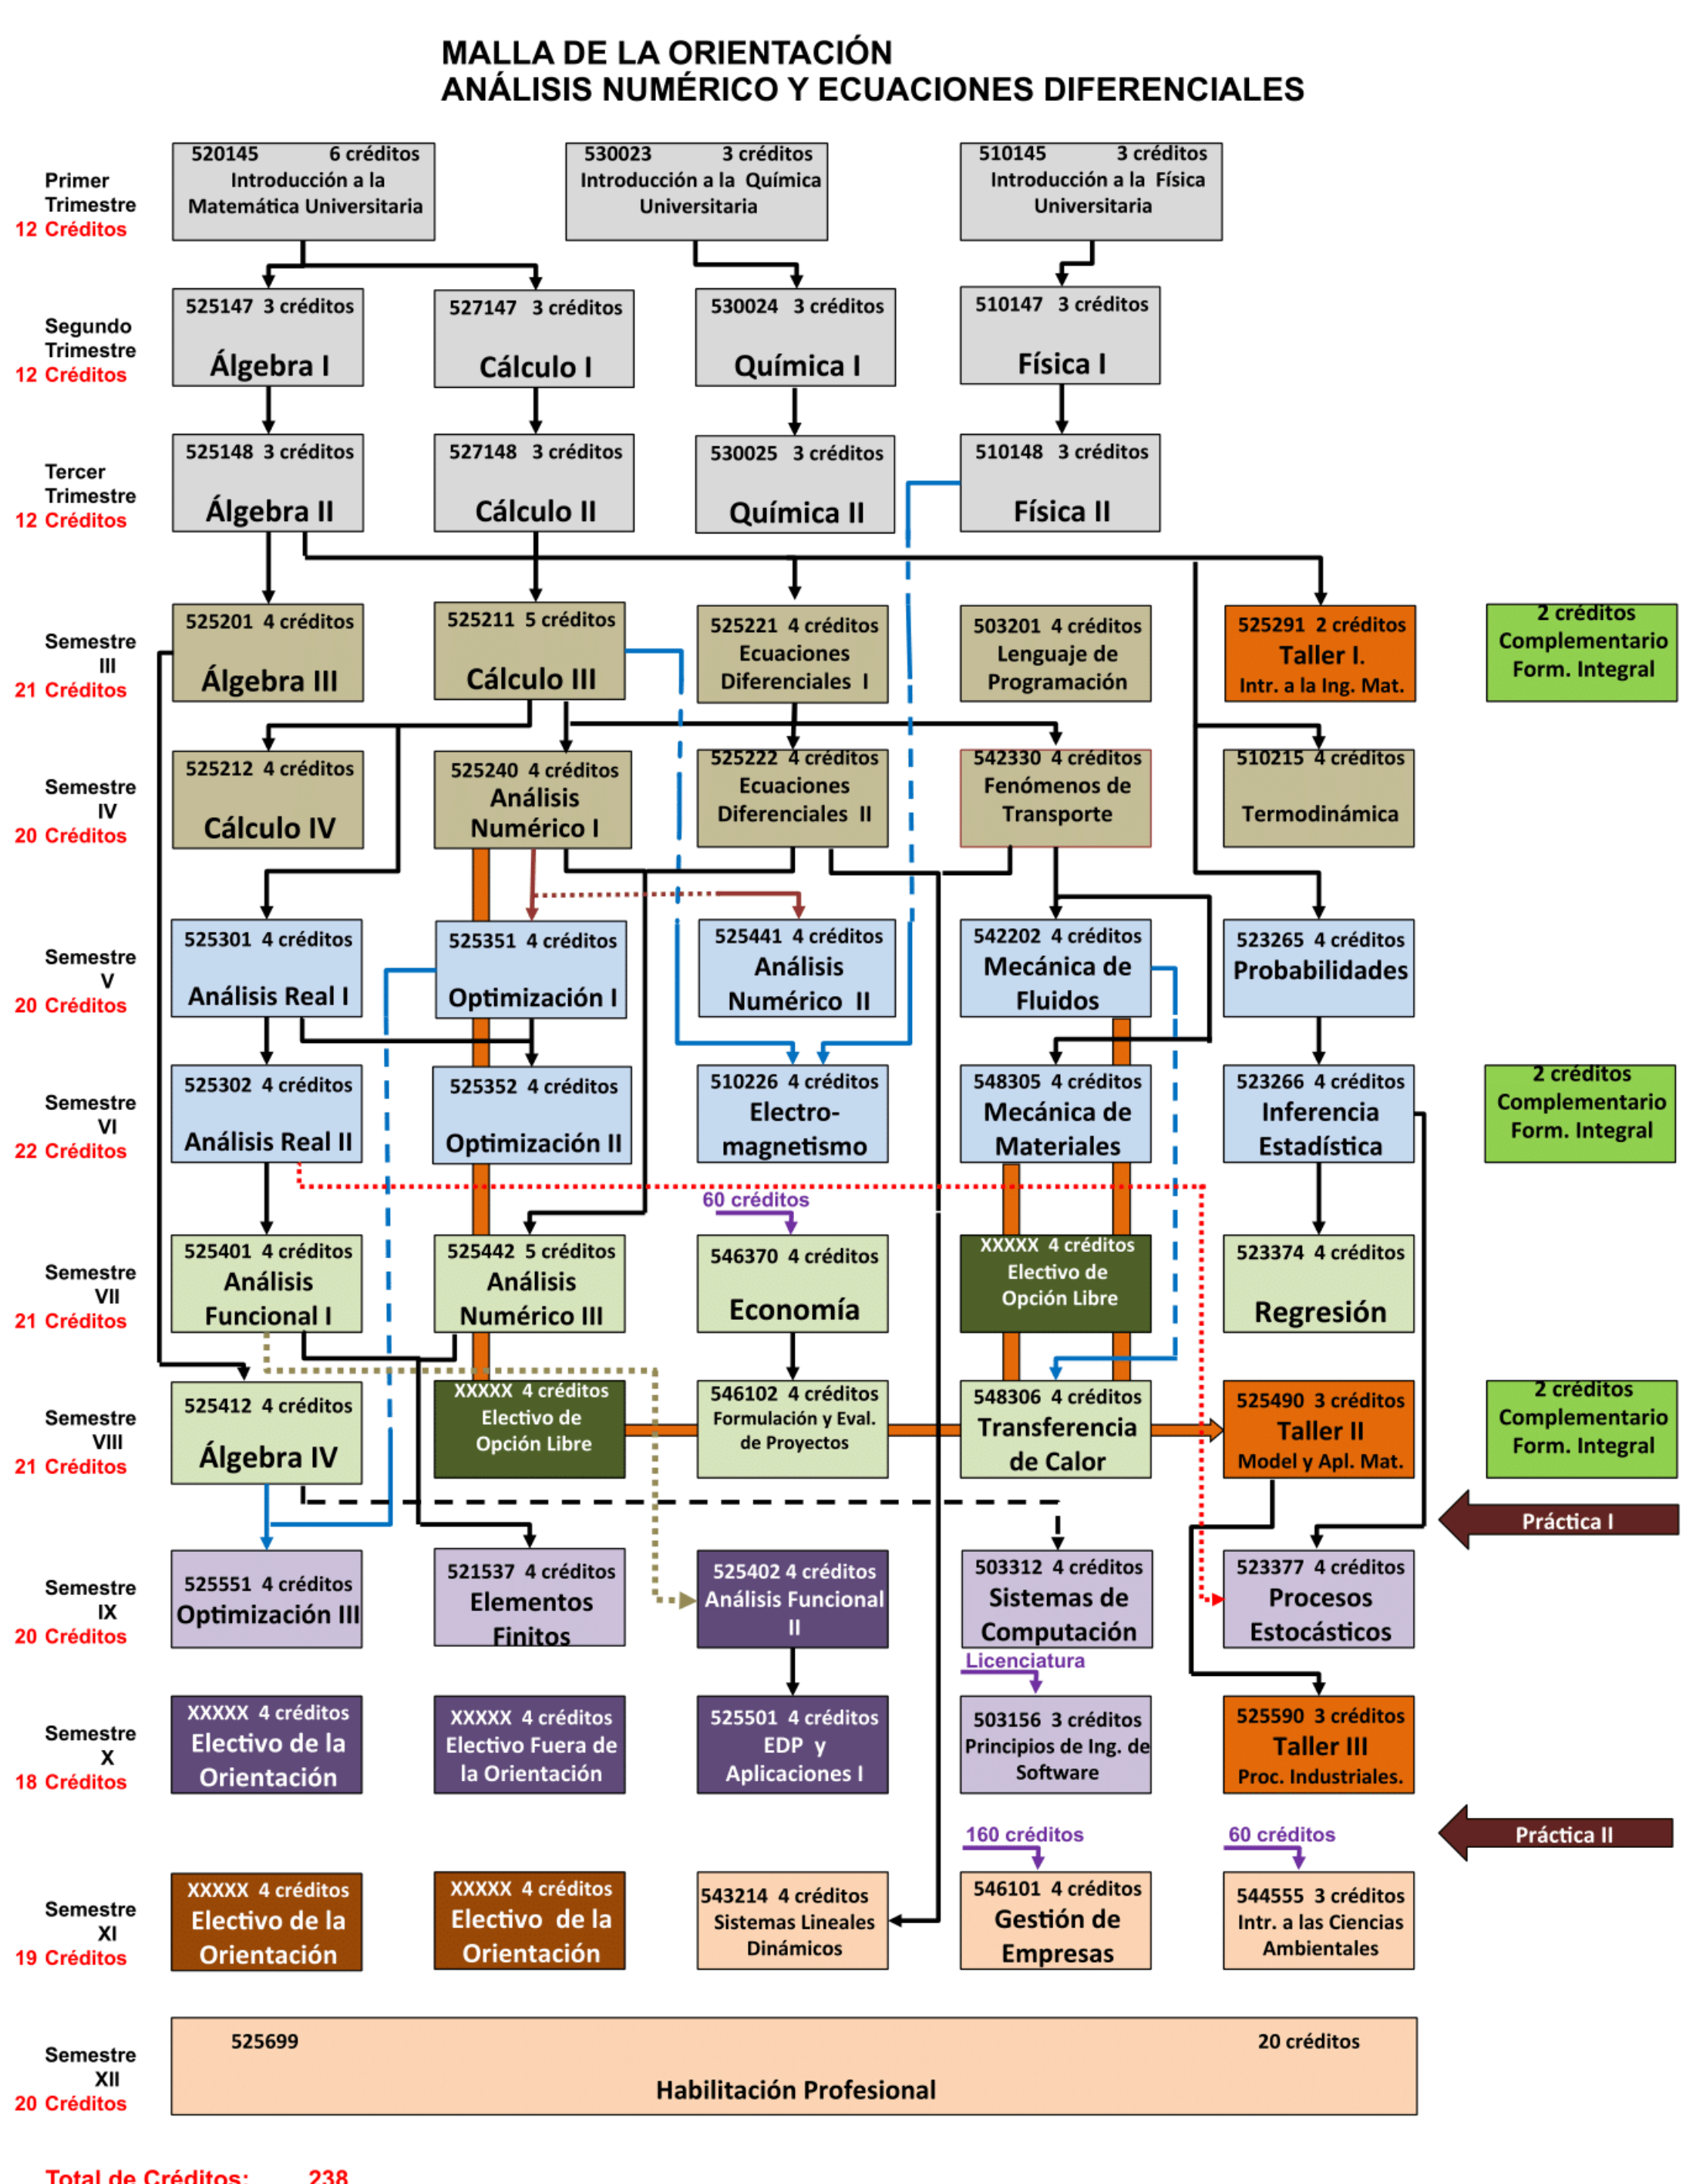 MALLA DE LA ORIENTACIÓN
ANÁLISIS NUMÉRICO Y ECUACIONES DIFERENCIALES
Primer
Trimestre
12 Créditos
520145 6 créditos
Introducción a la
Matemática Universitaria
530023 3 créditos
Introducción a la Química
Universitaria
510145 3 créditos
Introducción a la Física
Universitaria
Segundo
Trimestre
12 Créditos
525147 3 créditos
Álgebra I
527147 3 créditos
Cálculo I
530024 3 créditos
Química I
510147 3 créditos
Física I
Tercer
Trimestre
12 Créditos
525148 3 créditos
Álgebra II
527148 3 créditos
Cálculo II
530025 3 créditos
Química II
510148 3 créditos
Física II
Semestre
III
21 Créditos
525201 4 créditos
Álgebra III
525211 5 créditos
Cálculo III
525221 4 créditos
Ecuaciones
Diferenciales I
503201 4 créditos
Lenguaje de
Programación
525291 2 créditos
Taller I.
Intr. a la Ing. Mat.
2 créditos
Complementario
Form. Integral
Semestre
IV
20 Créditos
525212 4 créditos
Cálculo IV
525240 4 créditos
Análisis
Numérico I
525222 4 créditos
Ecuaciones
Diferenciales II
542330 4 créditos
Fenómenos de
Transporte
510215 4 créditos
Termodinámica
Semestre
V
20 Créditos
525301 4 créditos
Análisis Real I
525351 4 créditos
Optimización I
525441 4 créditos
Análisis
Numérico II
542202 4 créditos
Mecánica de
Fluidos
523265 4 créditos
Probabilidades
Semestre
VI
22 Créditos
525302 4 créditos
Análisis Real II
525352 4 créditos
Optimización II
510226 4 créditos
Electro-
magnetismo
548305 4 créditos
Mecánica de
Materiales
523266 4 créditos
Inferencia
Estadística
2 créditos
Complementario
Form. Integral
60 créditos
Semestre
VII
21 Créditos
525401 4 créditos
Análisis
Funcional I
525442 5 créditos
Análisis
Numérico III
546370 4 créditos
Economía
XXXXX 4 créditos
Electivo de
Opción Libre
523374 4 créditos
Regresión
Semestre
VIII
21 Créditos
525412 4 créditos
Álgebra IV
XXXXX 4 créditos
Electivo de
Opción Libre
546102 4 créditos
Formulación y Eval.
de Proyectos
548306 4 créditos
Transferencia
de Calor
525490 3 créditos
Taller II
Model y Apl. Mat.
2 créditos
Complementario
Form. Integral
Práctica I
Semestre
IX
20 Créditos
525551 4 créditos
Optimización III
521537 4 créditos
Elementos
Finitos
525402 4 créditos
Análisis Funcional
II
503312 4 créditos
Sistemas de
Computación
523377 4 créditos
Procesos
Estocásticos
Licenciatura
Semestre
X
18 Créditos
XXXXX 4 créditos
Electivo de la
Orientación
XXXXX 4 créditos
Electivo Fuera de
la Orientación
525501 4 créditos
EDP y
Aplicaciones I
503156 3 créditos
Principios de Ing. de
Software
525590 3 créditos
Taller III
Proc. Industriales.
Práctica II
160 créditos
60 créditos
Semestre
XI
19 Créditos
XXXXX 4 créditos
Electivo de la
Orientación
XXXXX 4 créditos
Electivo de la
Orientación
543214 4 créditos
Sistemas Lineales
Dinámicos
546101 4 créditos
Gestión de
Empresas
544555 3 créditos
Intr. a las Ciencias
Ambientales
Semestre
XII
20 Créditos
525699 20 créditos
Habilitación Profesional
Total de Créditos: 238